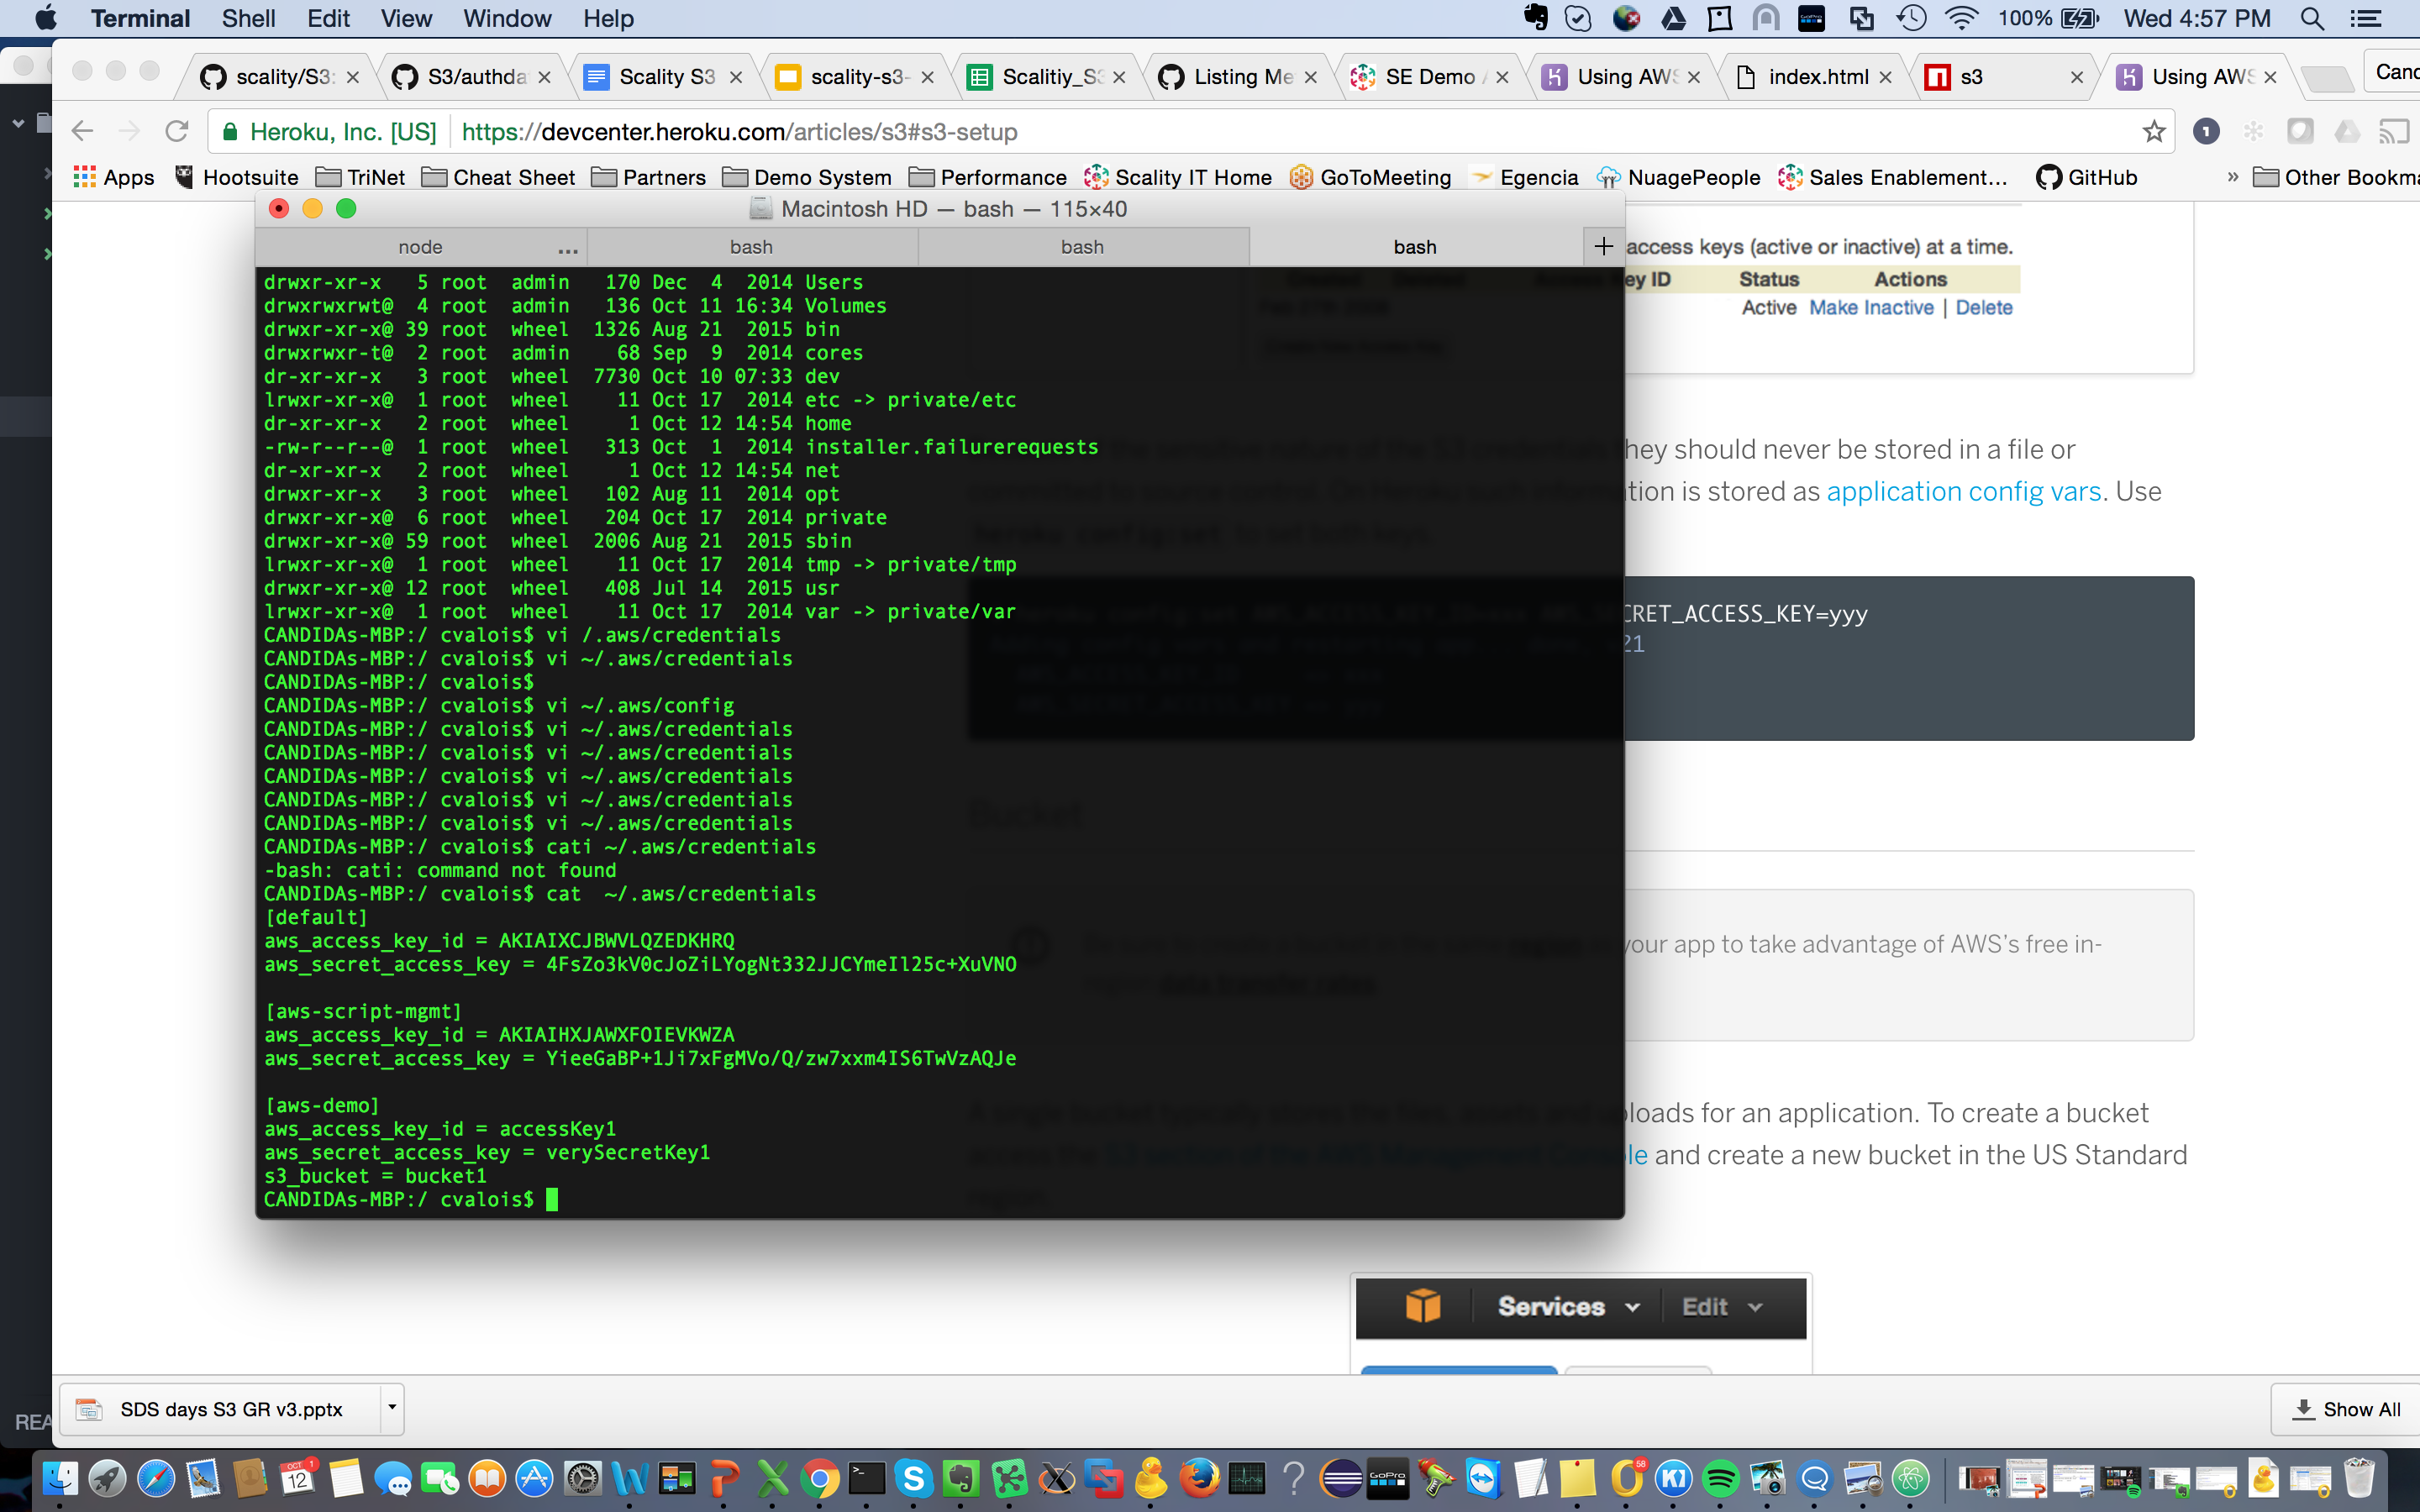 Terminal Shell Edit View Window Help
100% Wed 4:57 PM
scality/S3:
S3/authda
Scality S3
scality-s3-
Scalitiy_S3
Listing Me
SE Demo
Using AWS
index.html
s3
Using AWS
Heroku, Inc. [US] https://devcenter.heroku.com/articles/s3#s3-setup
Apps Hootsuite TriNet Cheat Sheet Partners Demo System Performance Scality IT Home GoToMeeting Egencia NuagePeople Sales Enablement... GitHub » Other Bookma
Macintosh HD — bash — 115×40
node ... bash bash bash +
drwxr-xr-x   5 root  admin   170 Dec  4  2014 Users
drwxrwxrwt@  4 root  admin   136 Oct 11 16:34 Volumes
drwxr-xr-x@ 39 root  wheel  1326 Aug 21  2015 bin
drwxrwxr-t@  2 root  admin    68 Sep  9  2014 cores
dr-xr-xr-x   3 root  wheel  7730 Oct 10 07:33 dev
lrwxr-xr-x@  1 root  wheel    11 Oct 17  2014 etc -> private/etc
dr-xr-xr-x   2 root  wheel     1 Oct 12 14:54 home
-rw-r--r--@  1 root  wheel   313 Oct  1  2014 installer.failurerequests
dr-xr-xr-x   2 root  wheel     1 Oct 12 14:54 net
drwxr-xr-x   3 root  wheel   102 Aug 11  2014 opt
drwxr-xr-x@  6 root  wheel   204 Oct 17  2014 private
drwxr-xr-x@ 59 root  wheel  2006 Aug 21  2015 sbin
lrwxr-xr-x@  1 root  wheel    11 Oct 17  2014 tmp -> private/tmp
drwxr-xr-x@ 12 root  wheel   408 Jul 14  2015 usr
lrwxr-xr-x@  1 root  wheel    11 Oct 17  2014 var -> private/var
CANDIDAs-MBP:/ cvalois$ vi /.aws/credentials
CANDIDAs-MBP:/ cvalois$ vi ~/.aws/credentials
CANDIDAs-MBP:/ cvalois$
CANDIDAs-MBP:/ cvalois$ vi ~/.aws/config
CANDIDAs-MBP:/ cvalois$ vi ~/.aws/credentials
CANDIDAs-MBP:/ cvalois$ vi ~/.aws/credentials
CANDIDAs-MBP:/ cvalois$ vi ~/.aws/credentials
CANDIDAs-MBP:/ cvalois$ vi ~/.aws/credentials
CANDIDAs-MBP:/ cvalois$ vi ~/.aws/credentials
CANDIDAs-MBP:/ cvalois$ cati ~/.aws/credentials
-bash: cati: command not found
CANDIDAs-MBP:/ cvalois$ cat  ~/.aws/credentials
[default]
aws_access_key_id = AKIAIXCJBWVLQZEDKHRQ
aws_secret_access_key = 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
[aws-script-mgmt]
aws_access_key_id = AKIAIHXJAWXFOIEVKWZA
aws_secret_access_key = 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
[aws-demo]
aws_access_key_id = accessKey1
aws_secret_access_key = verySecretKey1
s3_bucket = bucket1
CANDIDAs-MBP:/ cvalois$
access keys (active or inactive) at a time.
ey ID Status Actions
Active Make Inactive | Delete
hey should never be stored in a file or
tion is stored as application config vars. Use
CRET_ACCESS_KEY=yyy
21
Bucket
your app to take advantage of AWS's free in-
ploads for an application. To create a bucket
le and create a new bucket in the US Standard
Services Edit
SDS days S3 GR v3.pptx
Show All
REA
OCT
12
GoPro
58